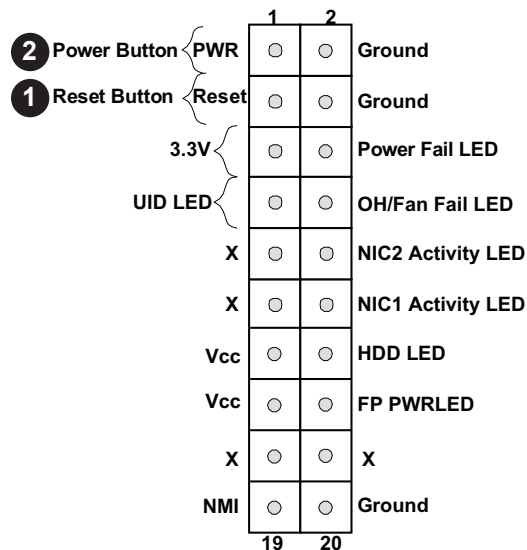 1 2
2 Power Button PWR Ground
1 Reset Button Reset Ground
3.3V Power Fail LED
UID LED OH/Fan Fail LED
X NIC2 Activity LED
X NIC1 Activity LED
Vcc HDD LED
Vcc FP PWRLED
X X
NMI Ground
19 20